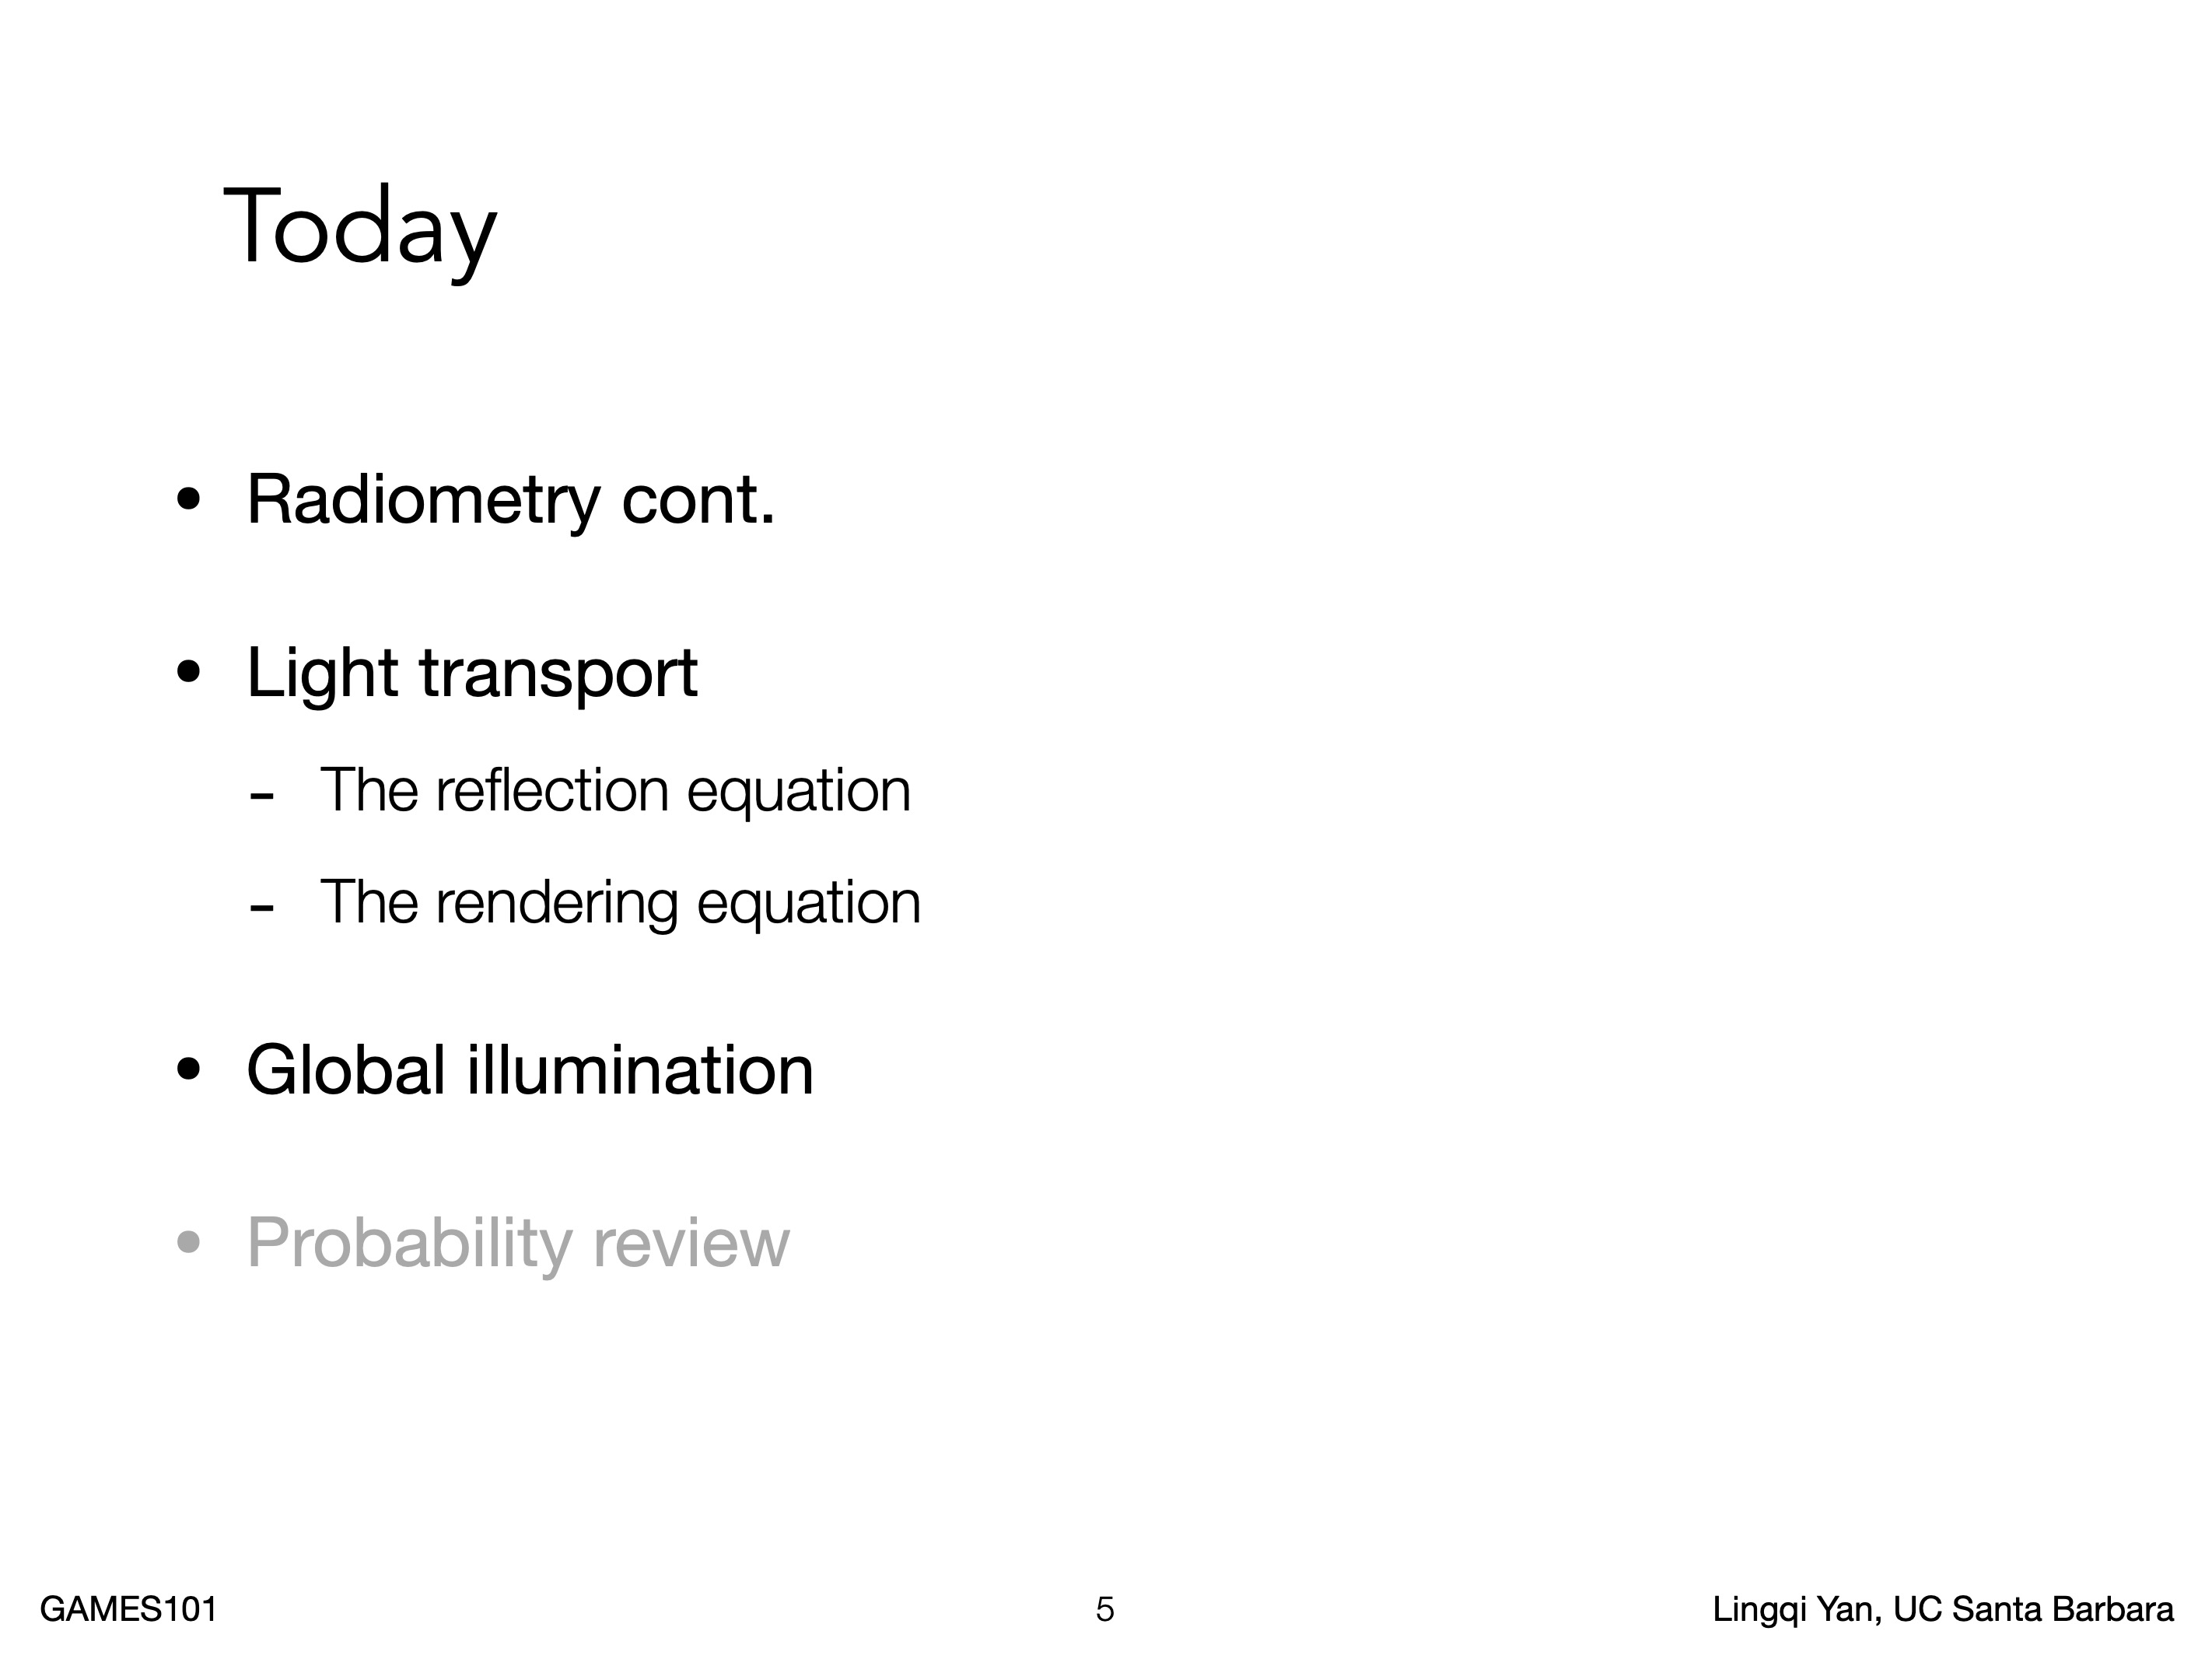 Today
• Radiometry cont.
• Light transport
- The reflection equation
- The rendering equation
• Global illumination
• Probability review
GAMES101
5
Lingqi Yan, UC Santa Barbara